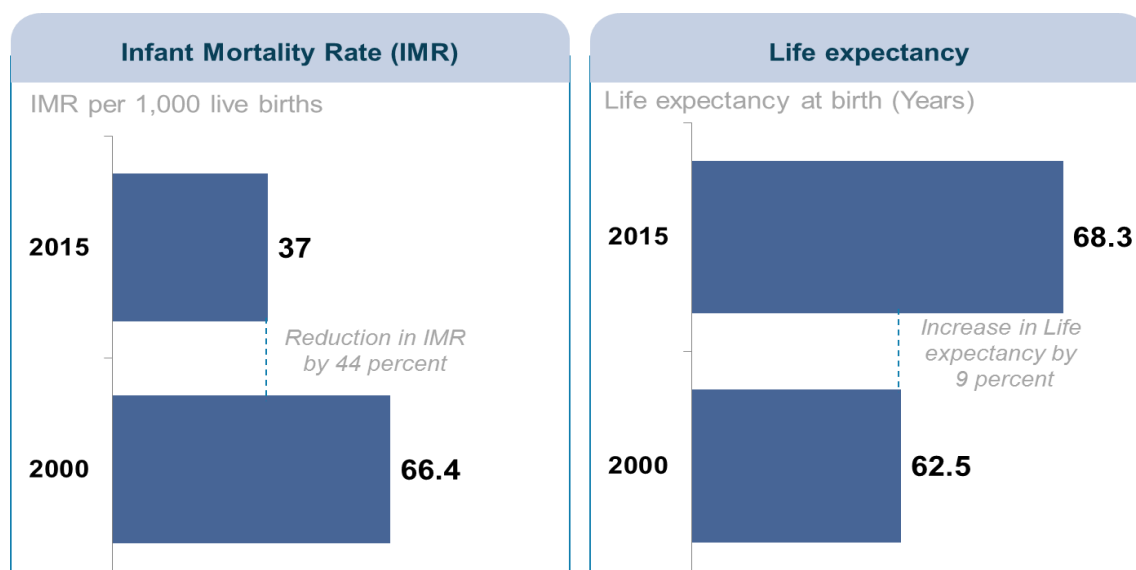 Infant Mortality Rate (IMR)
IMR per 1,000 live births
2015
37
Reduction in IMR
by 44 percent
2000
66.4
Life expectancy
Life expectancy at birth (Years)
2015
68.3
Increase in Life
expectancy by
9 percent
2000
62.5